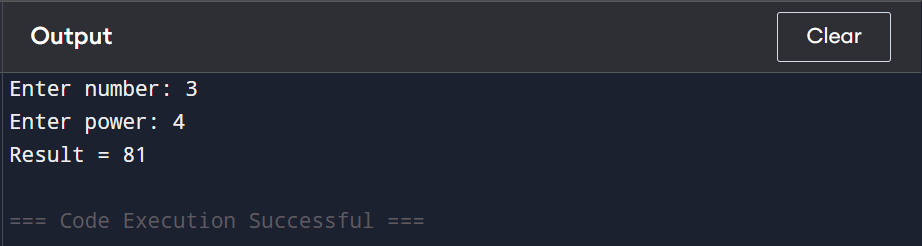 Output
Clear
Enter number: 3
Enter power: 4
Result = 81
=== Code Execution Successful ===